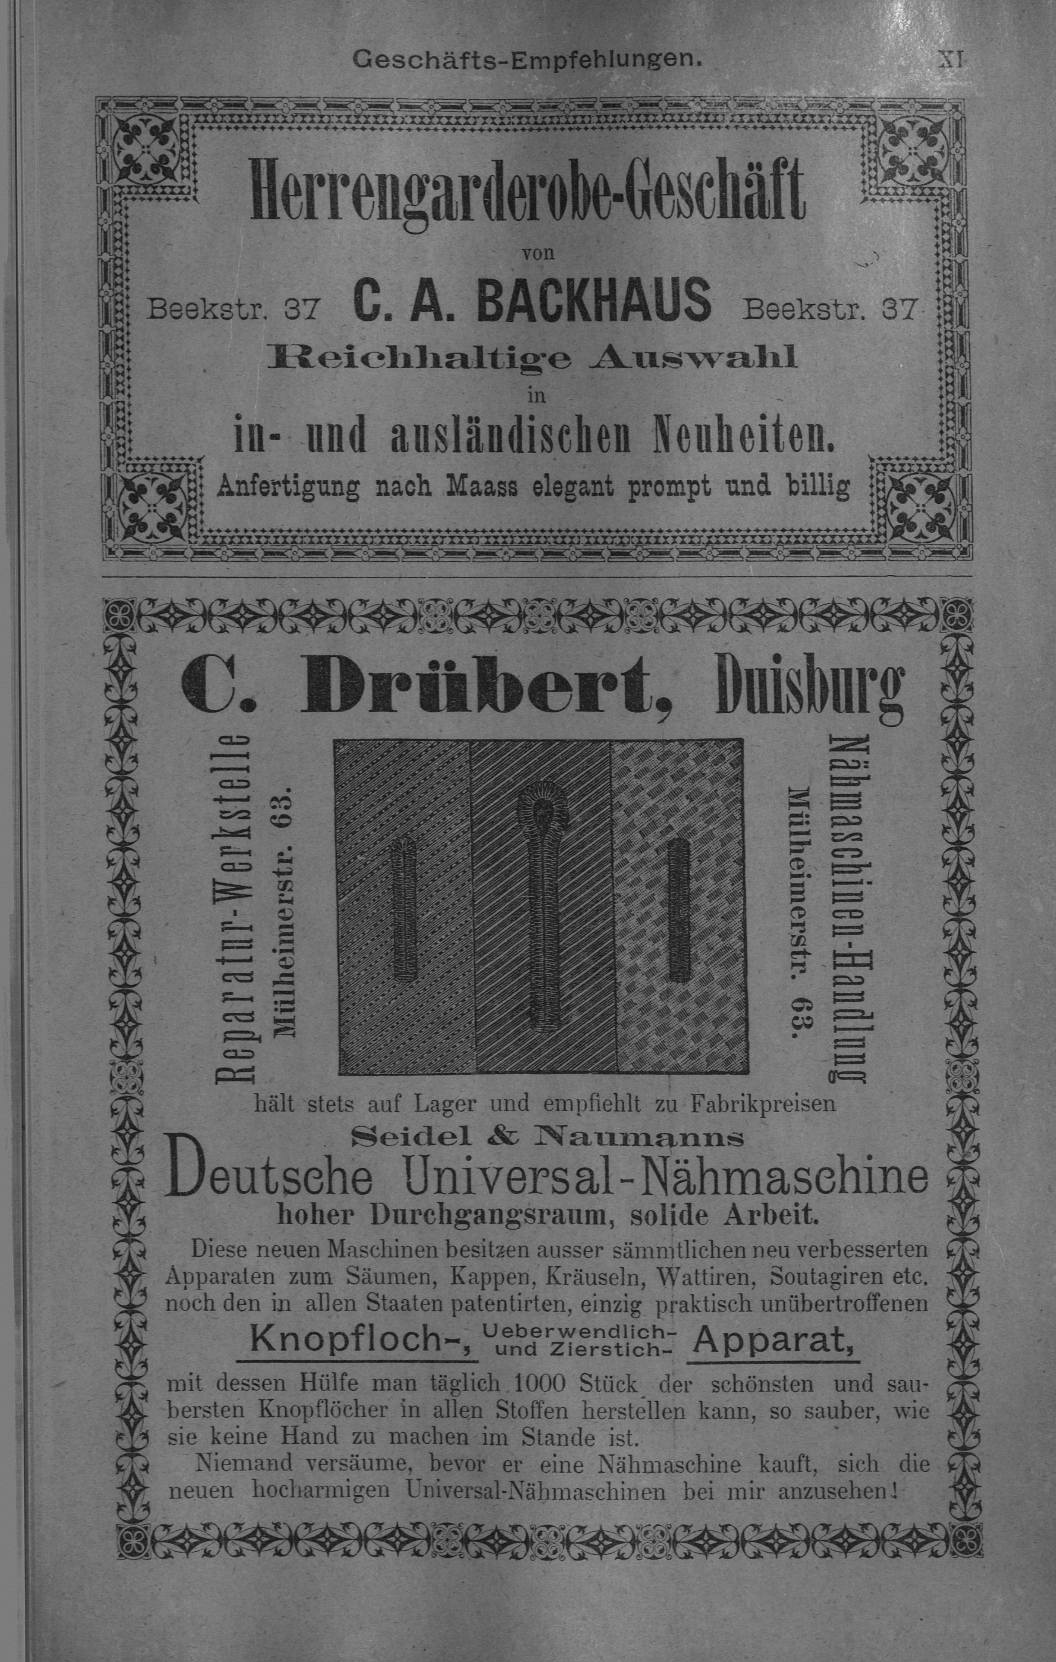 Geschäfts-Empfehlungen. XI
Herrengarderobe-Geschäft
von
Beekstr. 37 C. A. BACKHAUS Beekstr. 37
Reichhaltige Auswahl
in
in- und ausländischen Neuheiten.
Anfertigung nach Maass elegant prompt und billig
C. Drübert, Duisburg
Reparatur-Werkstelle
Mülheimerstr. 63.
Nähmaschinen-Handlung
Mülheimerstr. 63.
hält stets auf Lager und empfiehlt zu Fabrikpreisen
Seidel & Naumanns
Deutsche Universal-Nähmaschine
hoher Durchgangsraum, solide Arbeit.
Diese neuen Maschinen besitzen ausser sämmtlichen neu verbesserten
Apparaten zum Säumen, Kappen, Kräuseln, Wattiren, Soutagiren etc.
noch den in allen Staaten patentirten, einzig praktisch unübertroffenen
Knopfloch-, Ueberwendlich- und Zierstich- Apparat,
mit dessen Hülfe man täglich 1000 Stück der schönsten und sau-
bersten Knopflöcher in allen Stoffen herstellen kann, so sauber, wie
sie keine Hand zu machen im Stande ist.
Niemand versäume, bevor er eine Nähmaschine kauft, sich die
neuen hocharmigen Universal-Nähmaschinen bei mir anzusehen!